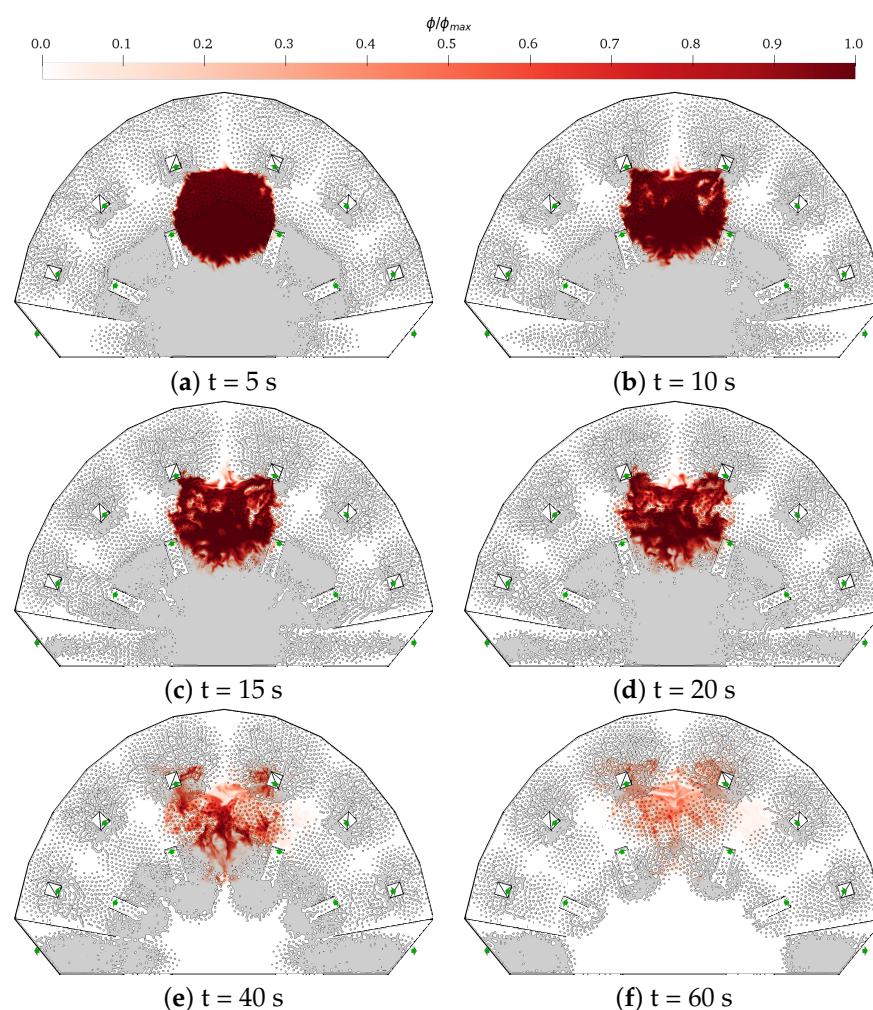 ϕ/ϕmax
0.0 0.1 0.2 0.3 0.4 0.5 0.6 0.7 0.8 0.9 1.0
(a) t = 5 s (b) t = 10 s
(c) t = 15 s (d) t = 20 s
(e) t = 40 s (f) t = 60 s